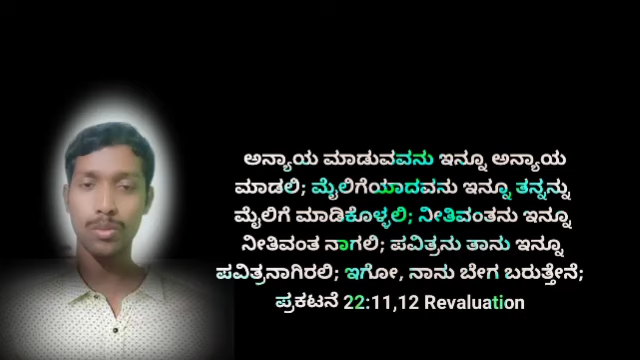 ಅನ್ಯಾಯ ಮಾಡುವವನು ಇನ್ನೂ ಅನ್ಯಾಯ
ಮಾಡಲಿ; ಮೈಲಿಗೆಯಾದವನು ಇನ್ನೂ ತನ್ನನ್ನು
ಮೈಲಿಗೆ ಮಾಡಿಕೊಳ್ಳಲಿ; ನೀತಿವಂತನು ಇನ್ನೂ
ನೀತಿವಂತ ನಾಗಲಿ; ಪವಿತ್ರನು ತಾನು ಇನ್ನೂ
ಪವಿತ್ರನಾಗಿರಲಿ; ಇಗೋ, ನಾನು ಬೇಗ ಬರುತ್ತೇನೆ;
ಪ್ರಕಟನೆ 22:11,12 Revaluation